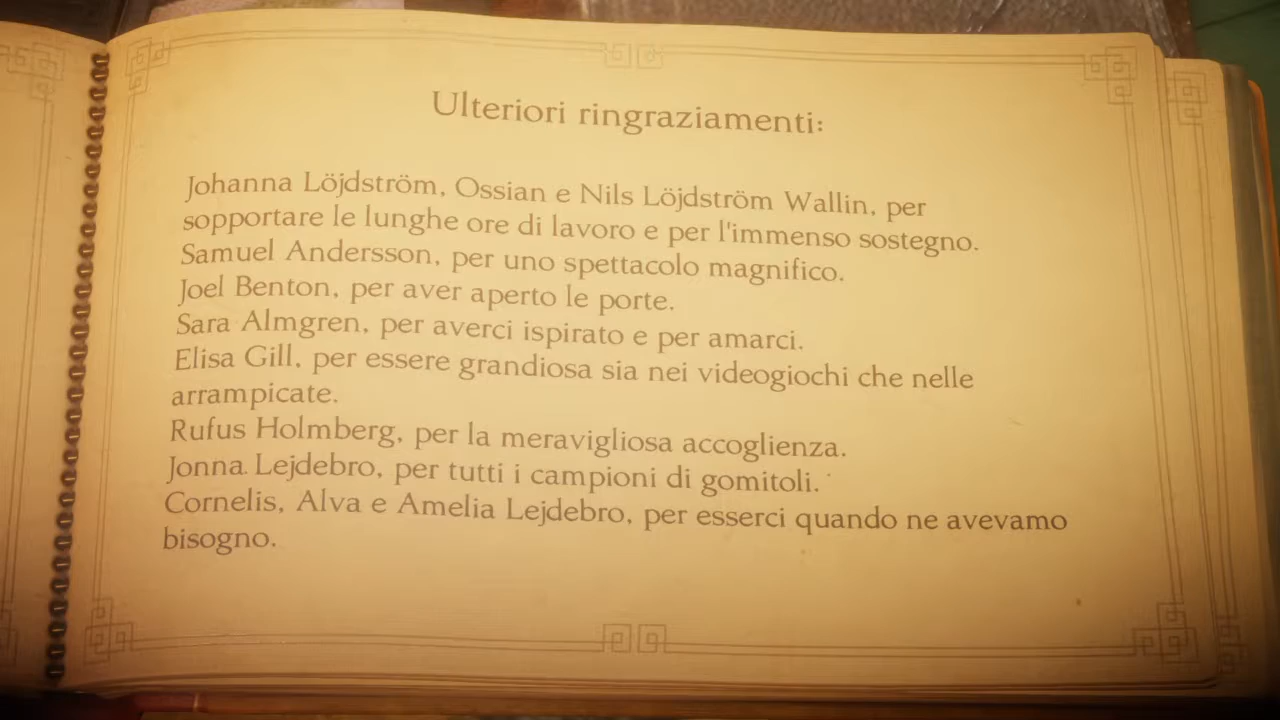 Ulteriori ringraziamenti:
Johanna Löjdström, Ossian e Nils Löjdström Wallin, per
sopportare le lunghe ore di lavoro e per l'immenso sostegno.
Samuel Andersson, per uno spettacolo magnifico.
Joel Benton, per aver aperto le porte.
Sara Almgren, per averci ispirato e per amarci.
Elisa Gill, per essere grandiosa sia nei videogiochi che nelle
arrampicate.
Rufus Holmberg, per la meravigliosa accoglienza.
Jonna Lejdebro, per tutti i campioni di gomitoli.
Cornelis, Alva e Amelia Lejdebro, per esserci quando ne avevamo
bisogno.